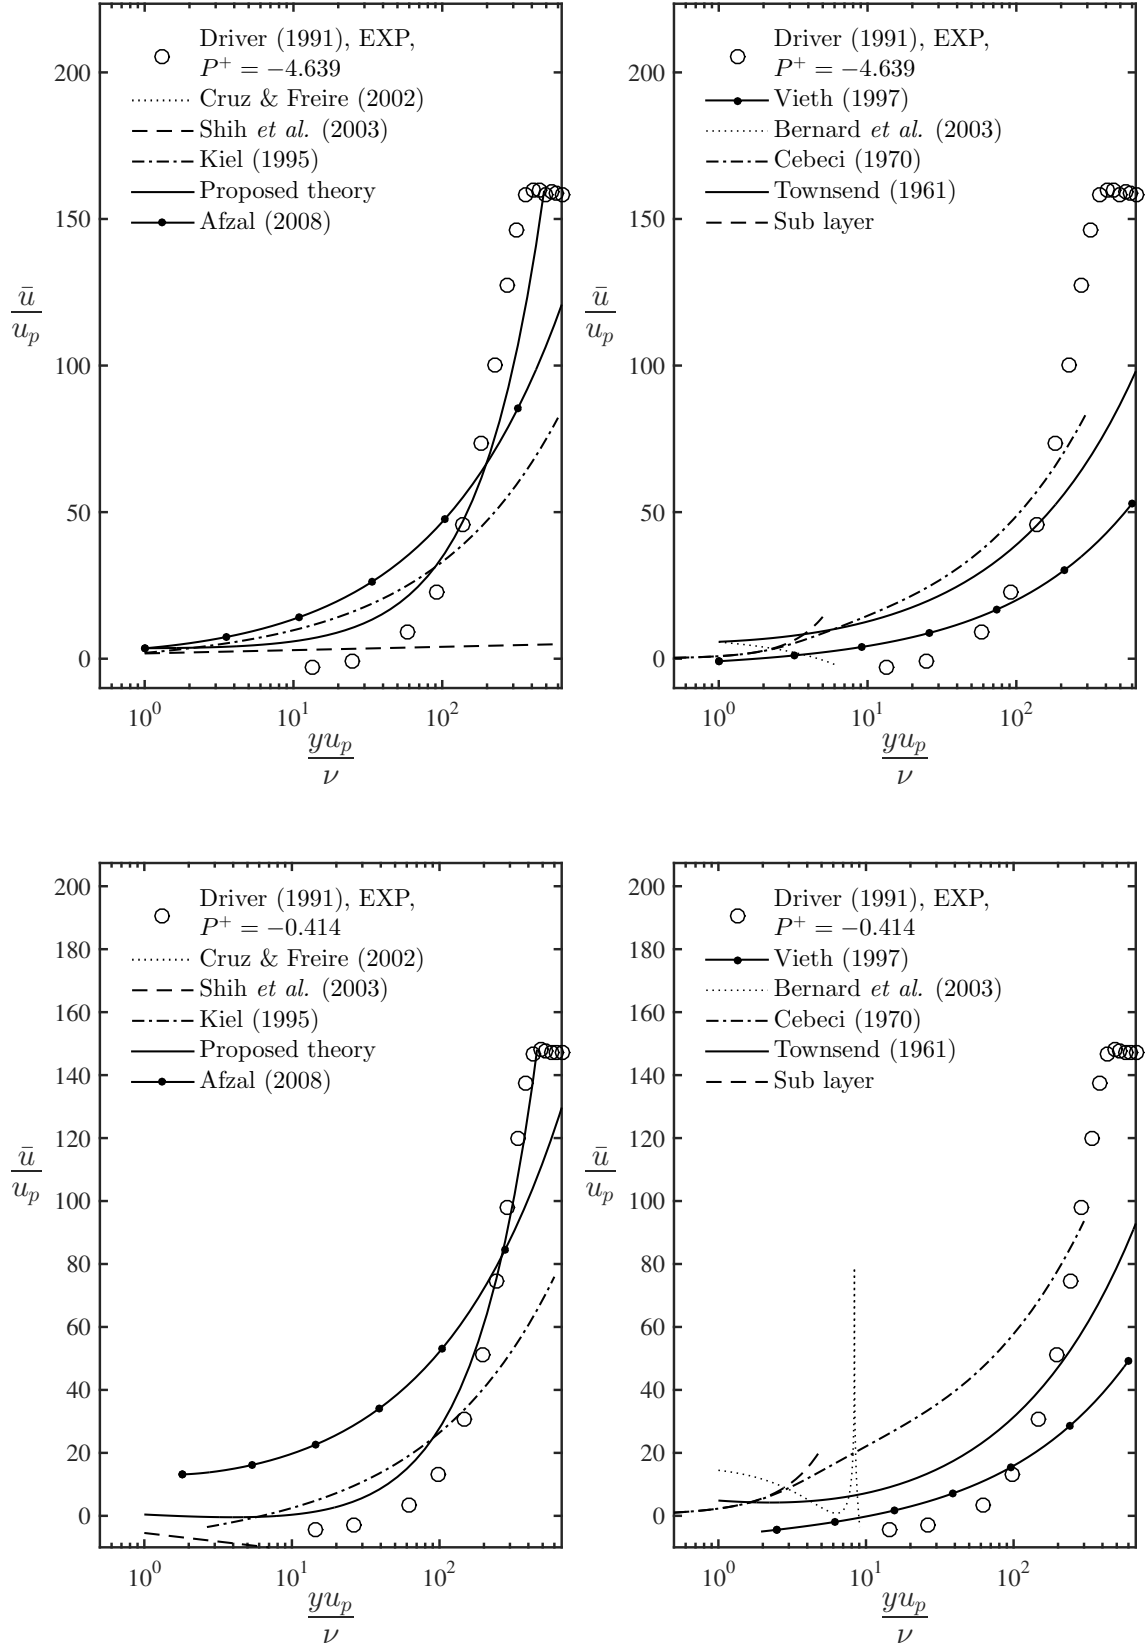 Driver (1991), EXP,
P⁺ = −4.639
Cruz & Freire (2002)
Shih et al. (2003)
Kiel (1995)
Proposed theory
Afzal (2008)
200
150
100
50
0
ū/u_p
10⁰ 10¹ 10²
yu_p/ν
Driver (1991), EXP,
P⁺ = −4.639
Vieth (1997)
Bernard et al. (2003)
Cebeci (1970)
Townsend (1961)
Sub layer
200
150
100
50
0
ū/u_p
10⁰ 10¹ 10²
yu_p/ν
Driver (1991), EXP,
P⁺ = −0.414
Cruz & Freire (2002)
Shih et al. (2003)
Kiel (1995)
Proposed theory
Afzal (2008)
200
180
160
140
120
100
80
60
40
20
0
ū/u_p
10⁰ 10¹ 10²
yu_p/ν
Driver (1991), EXP,
P⁺ = −0.414
Vieth (1997)
Bernard et al. (2003)
Cebeci (1970)
Townsend (1961)
Sub layer
200
180
160
140
120
100
80
60
40
20
0
ū/u_p
10⁰ 10¹ 10²
yu_p/ν